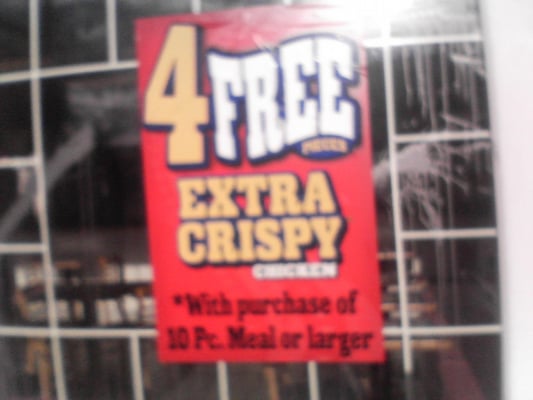 4 FREE
PIECES
EXTRA
CRISPY
CHICKEN
*With purchase of
10 Pc. Meal or larger